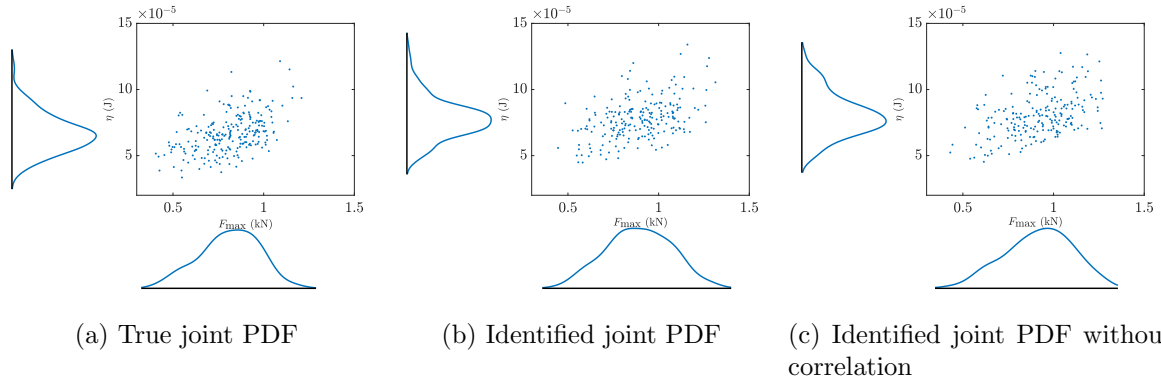 ×10⁻⁵
15
10
5
η (J)
0.5
1
1.5
F_max (kN)
(a) True joint PDF
×10⁻⁵
15
10
5
η (J)
0.5
1
1.5
F_max (kN)
(b) Identified joint PDF
×10⁻⁵
15
10
5
η (J)
0.5
1
1.5
F_max (kN)
(c) Identified joint PDF withou
correlation